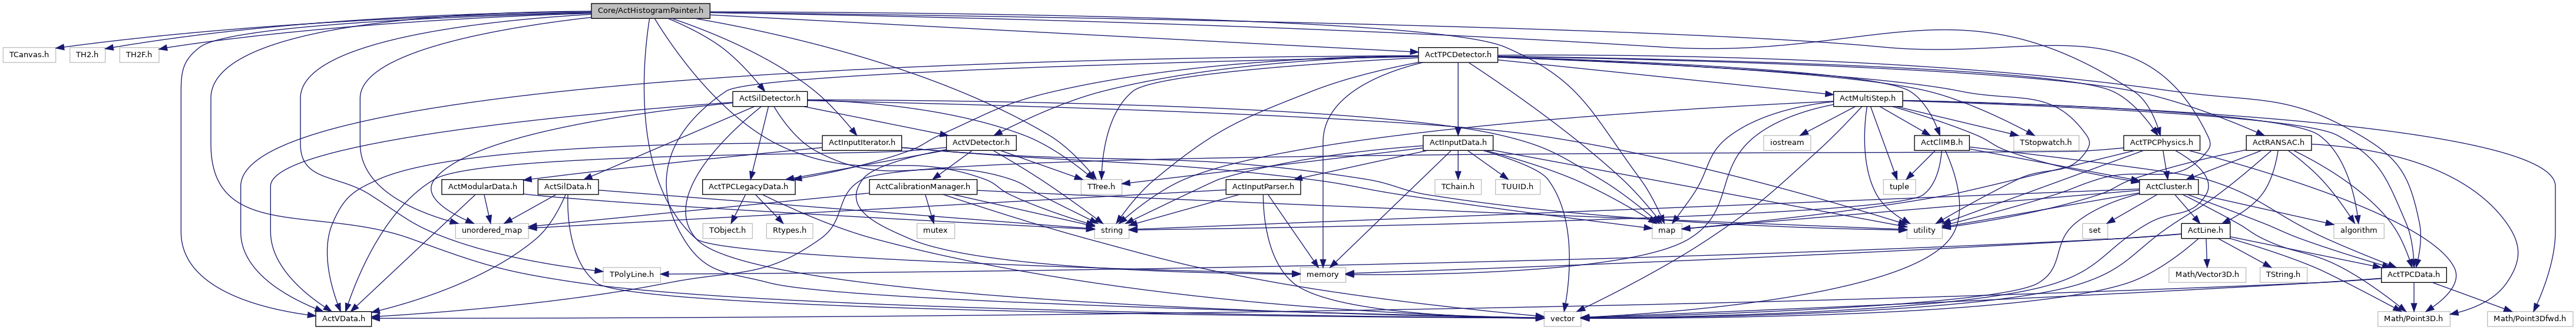 Core/ActHistogramPainter.h
TCanvas.h
TH2.h
TH2F.h
ActTPCDetector.h
ActSilDetector.h
ActMultiStep.h
ActInputIterator.h
ActVDetector.h
ActInputData.h
iostream
ActClIMB.h
TStopwatch.h
ActTPCPhysics.h
ActRANSAC.h
ActModularData.h
ActSilData.h
ActTPCLegacyData.h
ActCalibrationManager.h
TTree.h
ActInputParser.h
TChain.h
TUUID.h
tuple
ActCluster.h
unordered_map
TObject.h
Rtypes.h
mutex
string
map
utility
set
ActLine.h
algorithm
TPolyLine.h
memory
Math/Vector3D.h
TString.h
ActTPCData.h
ActVData.h
vector
Math/Point3D.h
Math/Point3Dfwd.h